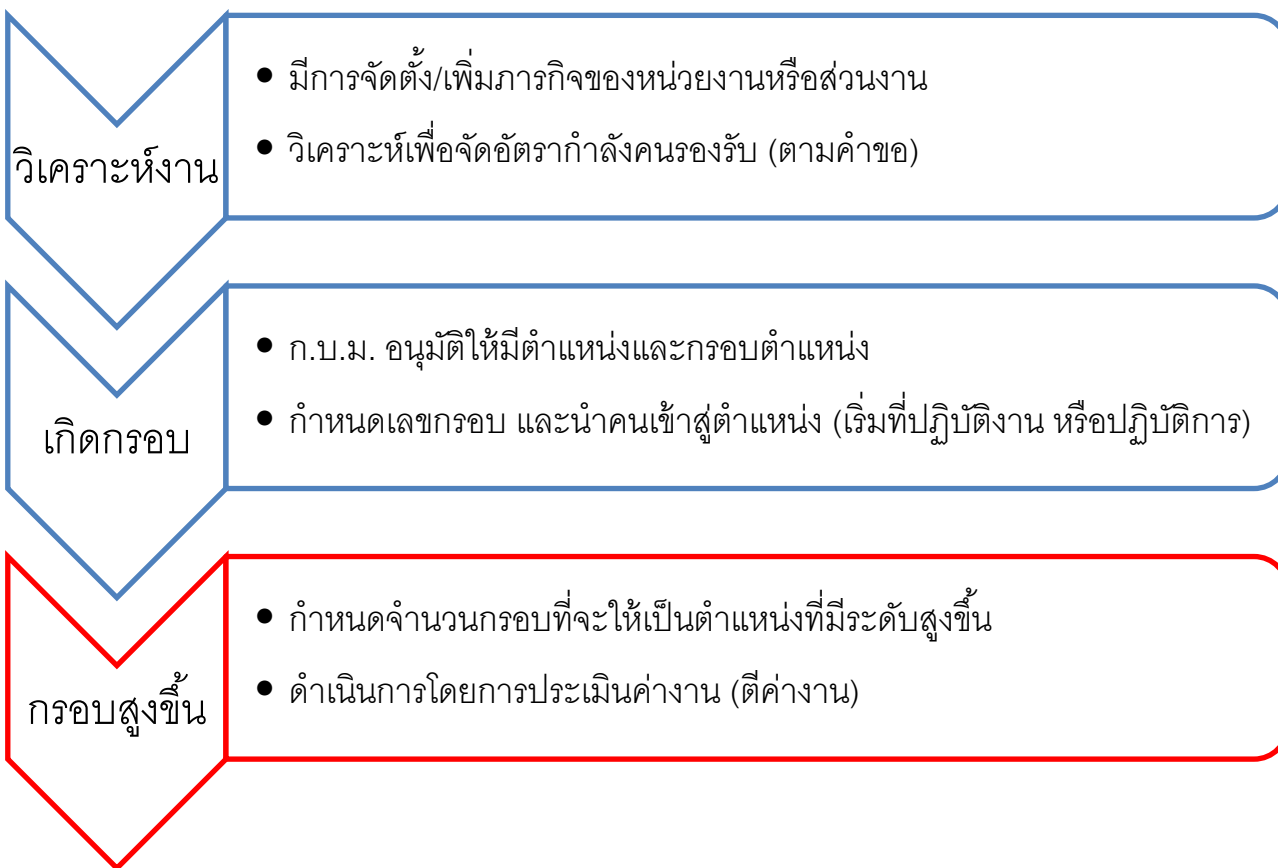 วิเคราะห์งาน
• มีการจัดตั้ง/เพิ่มภารกิจของหน่วยงานหรือส่วนงาน
• วิเคราะห์เพื่อจัดอัตรากำลังคนรองรับ (ตามคำขอ)
เกิดกรอบ
• ก.บ.ม. อนุมัติให้มีตำแหน่งและกรอบตำแหน่ง
• กำหนดเลขกรอบ และนำคนเข้าสู่ตำแหน่ง (เริ่มที่ปฏิบัติงาน หรือปฏิบัติการ)
กรอบสูงขึ้น
• กำหนดจำนวนกรอบที่จะให้เป็นตำแหน่งที่มีระดับสูงขึ้น
• ดำเนินการโดยการประเมินค่างาน (ตีค่างาน)